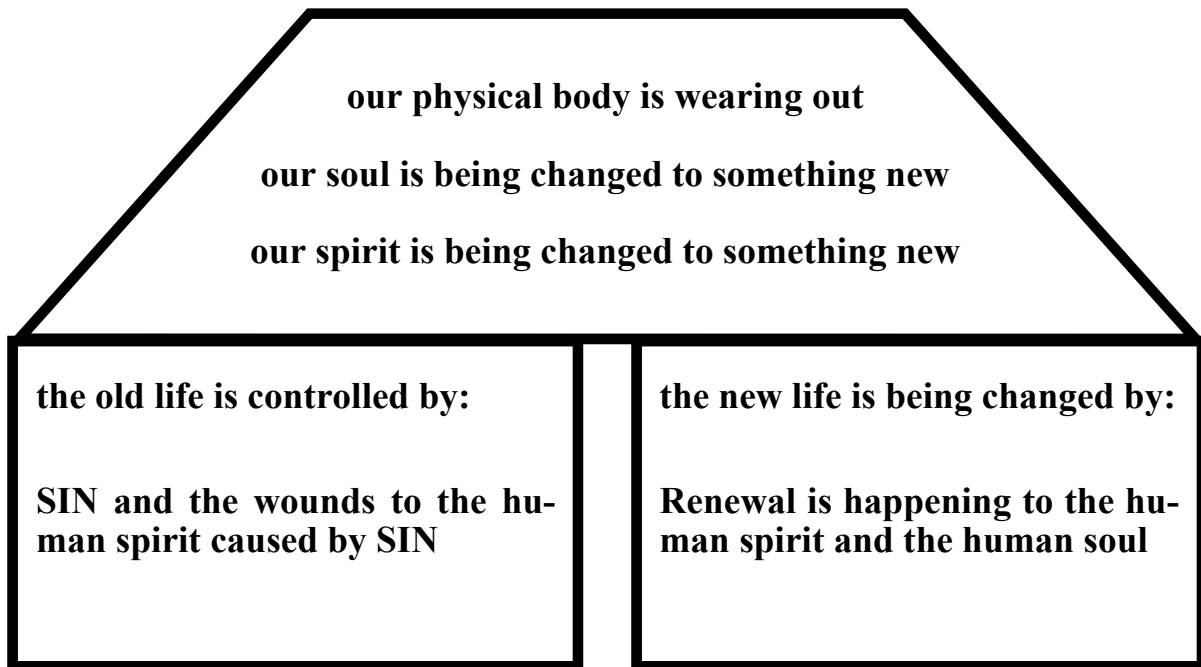 our physical body is wearing out
our soul is being changed to something new
our spirit is being changed to something new
the old life is controlled by:
SIN and the wounds to the hu-
man spirit caused by SIN
the new life is being changed by:
Renewal is happening to the hu-
man spirit and the human soul